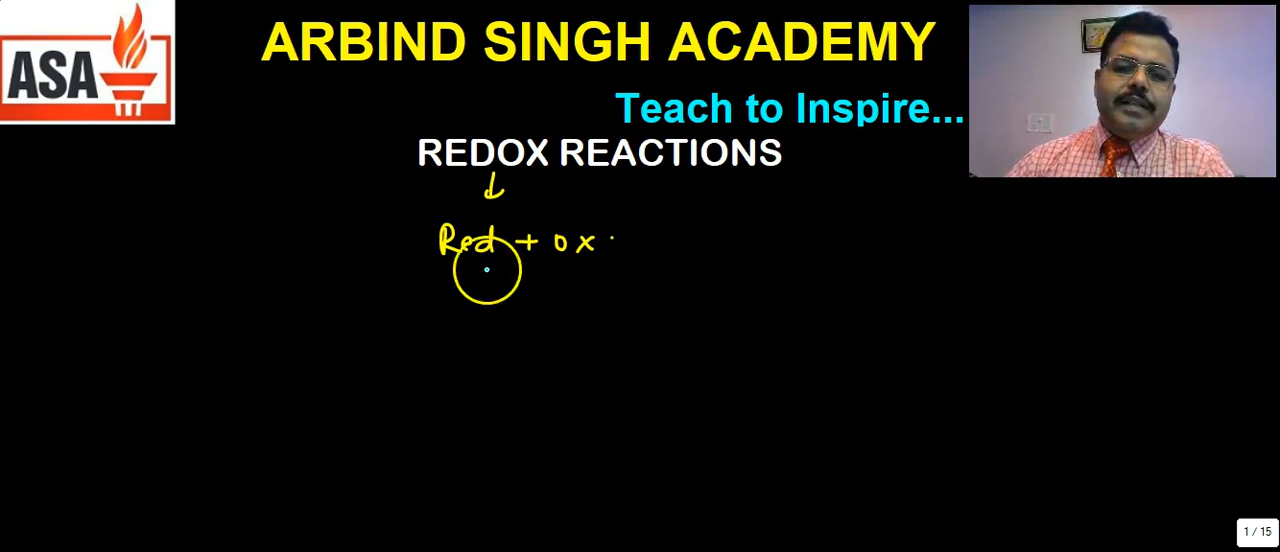 ASA
ARBIND SINGH ACADEMY
Teach to Inspire...
REDOX REACTIONS
Red + ox
1 / 15